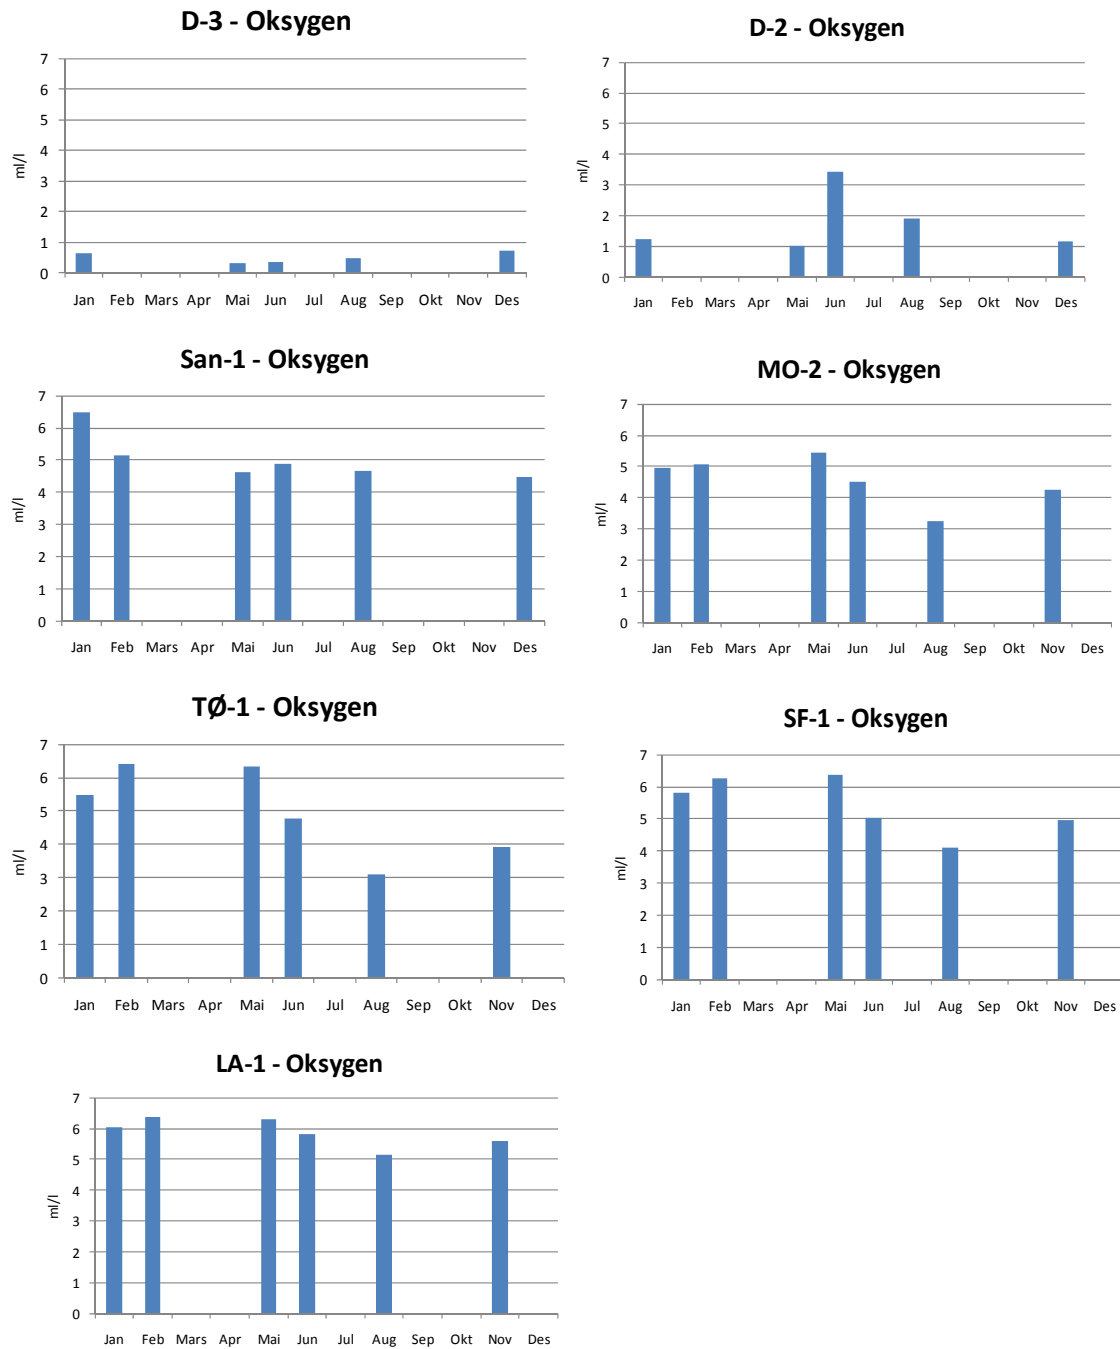 D-3 - Oksygen
7
6
5
4
3
2
1
0
ml/l
Jan Feb Mars Apr Mai Jun Jul Aug Sep Okt Nov Des
D-2 - Oksygen
7
6
5
4
3
2
1
0
ml/l
Jan Feb Mars Apr Mai Jun Jul Aug Sep Okt Nov Des
San-1 - Oksygen
7
6
5
4
3
2
1
0
ml/l
Jan Feb Mars Apr Mai Jun Jul Aug Sep Okt Nov Des
MO-2 - Oksygen
7
6
5
4
3
2
1
0
ml/l
Jan Feb Mars Apr Mai Jun Jul Aug Sep Okt Nov Des
TØ-1 - Oksygen
7
6
5
4
3
2
1
0
ml/l
Jan Feb Mars Apr Mai Jun Jul Aug Sep Okt Nov Des
SF-1 - Oksygen
7
6
5
4
3
2
1
0
ml/l
Jan Feb Mars Apr Mai Jun Jul Aug Sep Okt Nov Des
LA-1 - Oksygen
7
6
5
4
3
2
1
0
ml/l
Jan Feb Mars Apr Mai Jun Jul Aug Sep Okt Nov Des